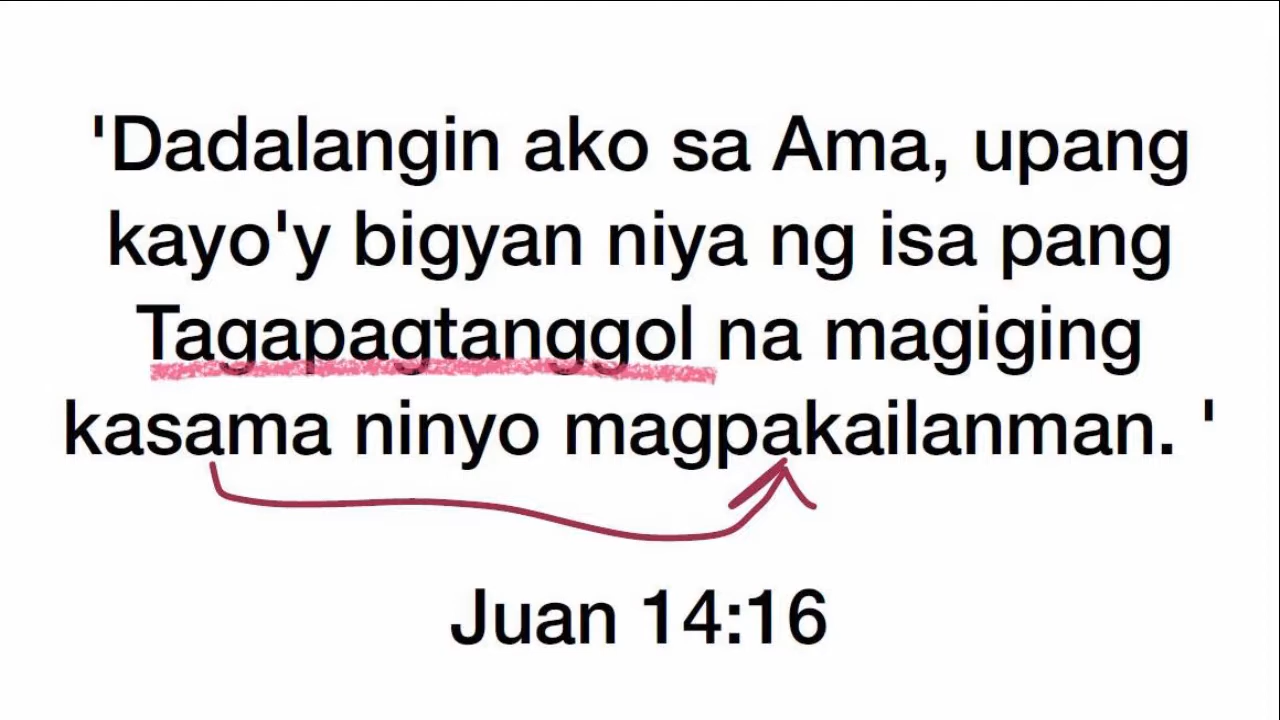 'Dadalangin ako sa Ama, upang
kayo'y bigyan niya ng isa pang
Tagapagtanggol na magiging
kasama ninyo magpakailanman. '
Juan 14:16